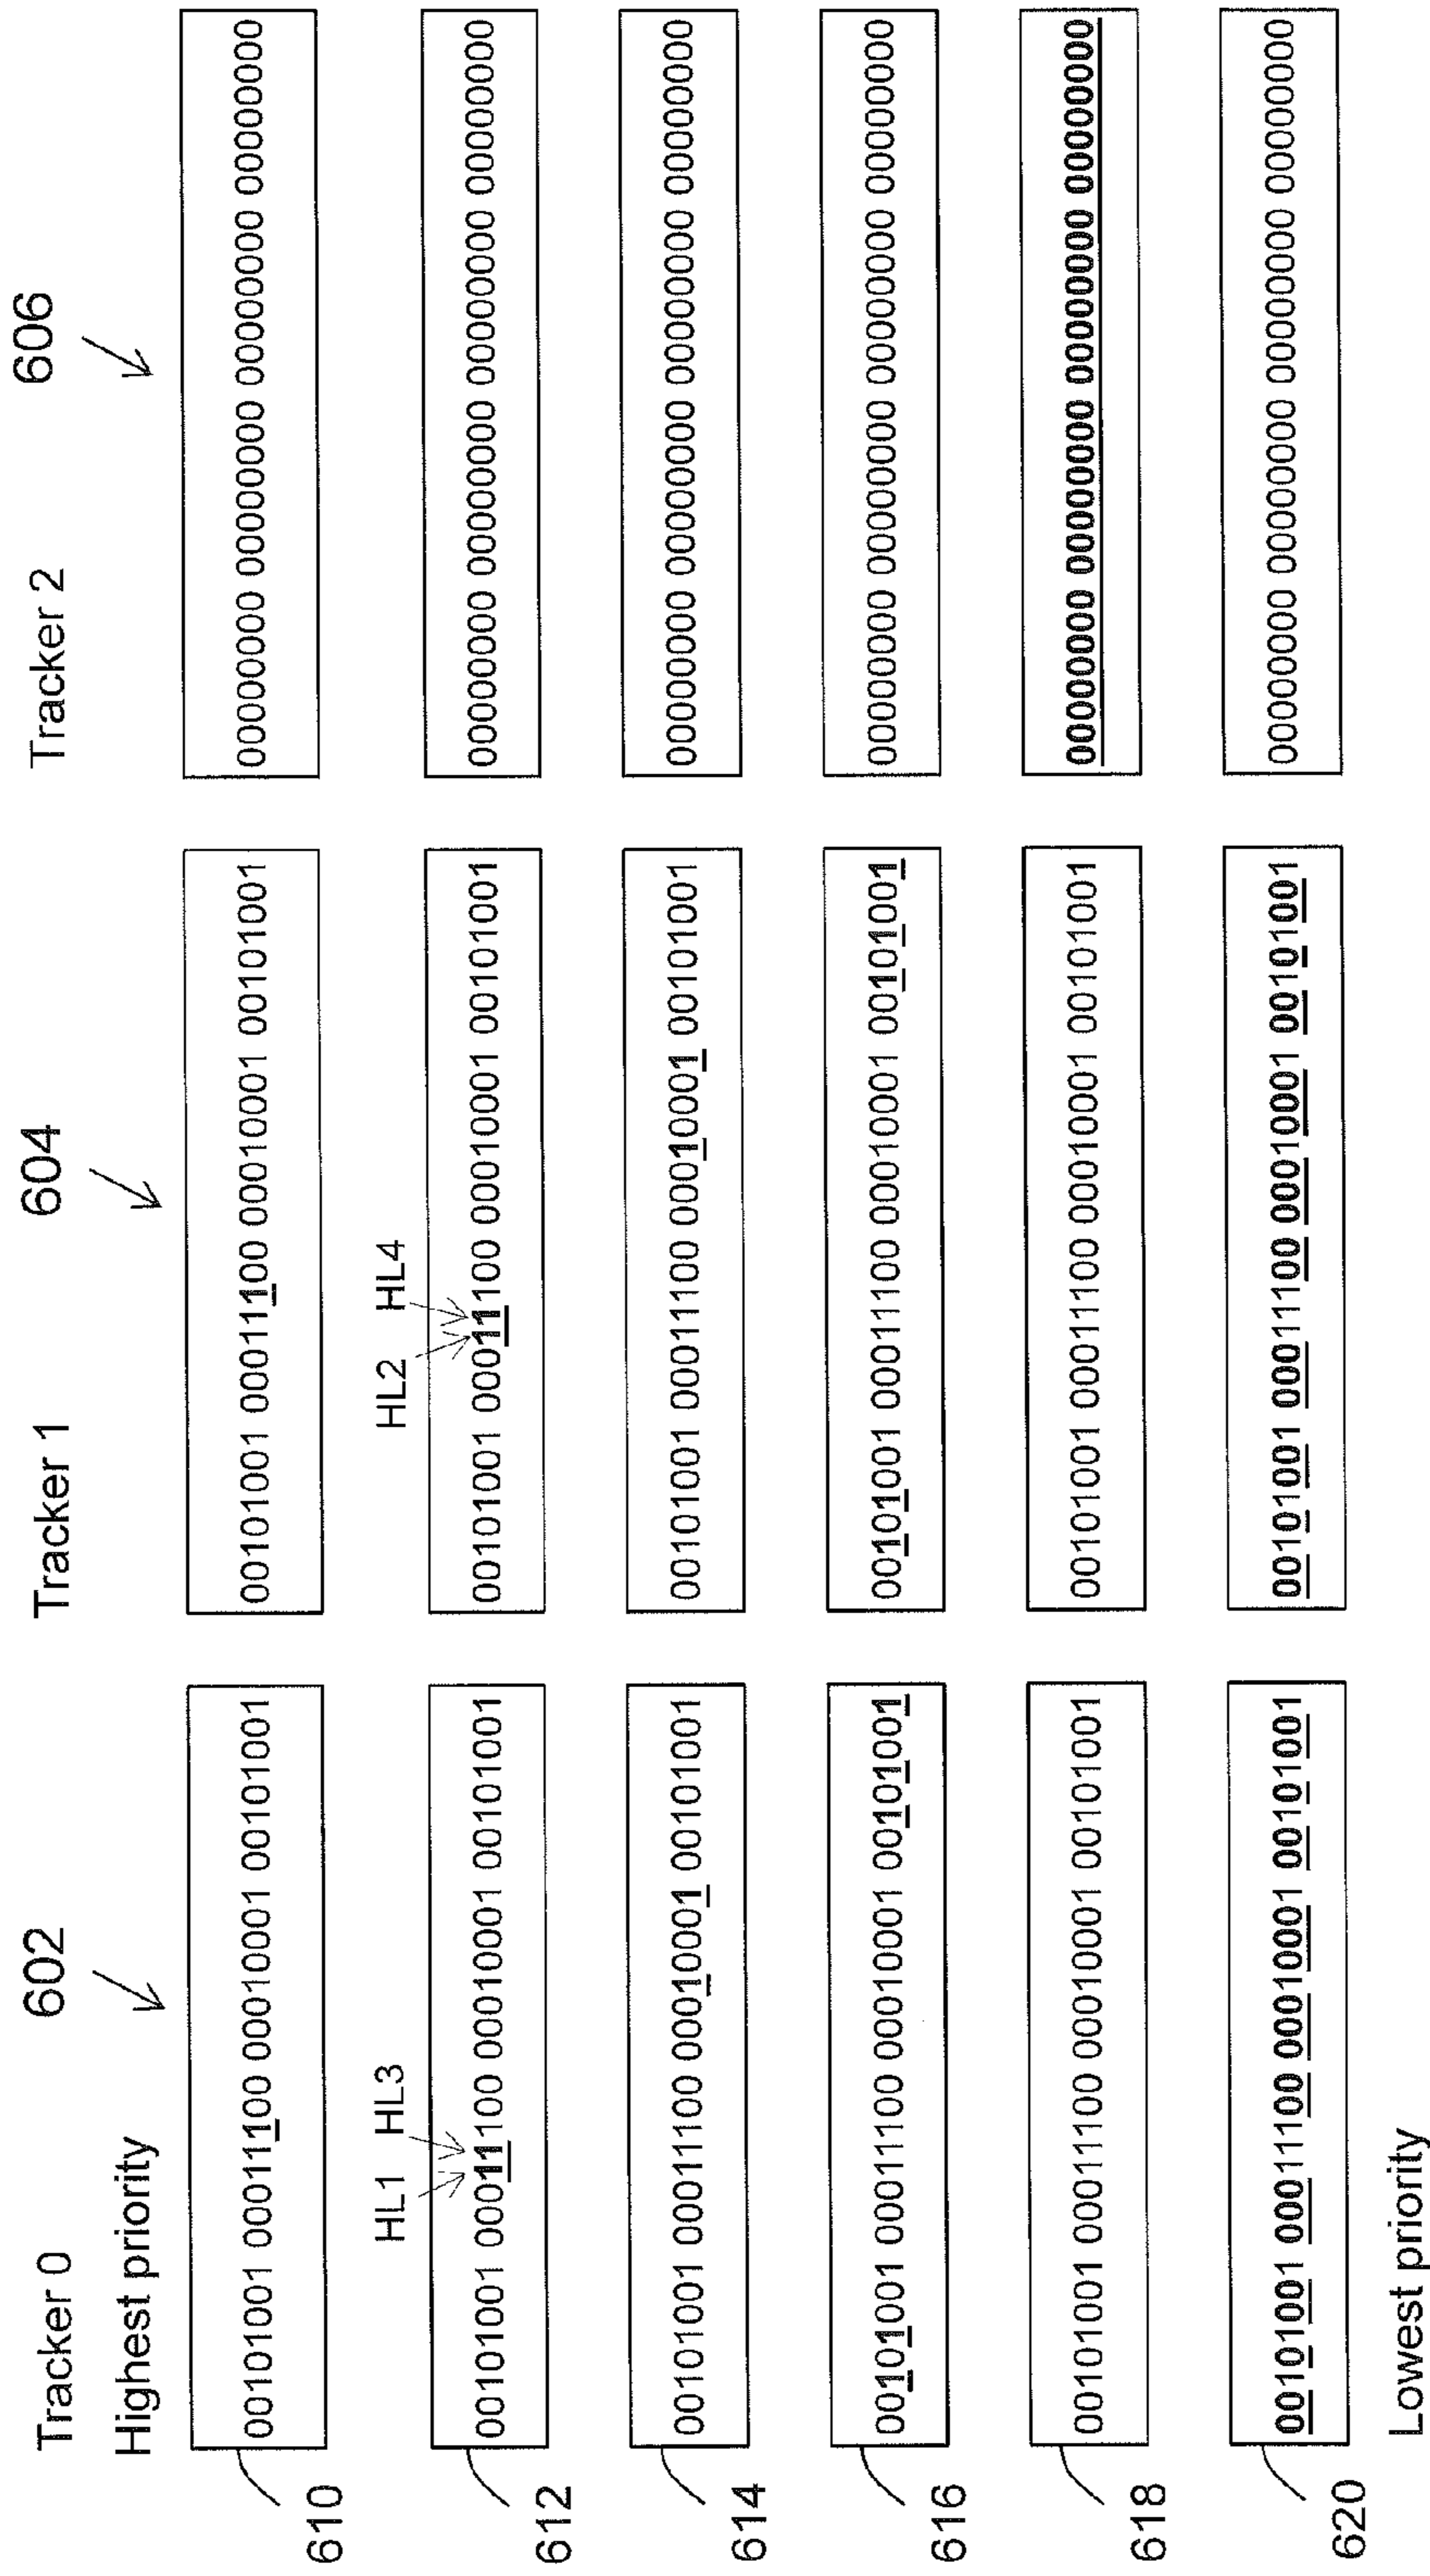 Tracker 0 602 Tracker 1 604 Tracker 2 606
Highest priority
610 00101001 00011100 00010001 00101001 00101001 00011100 00010001 00101001 00000000 00000000 00000000 00000000
HL1 HL3 HL2 HL4
612 00101001 00011100 00010001 00101001 00101001 00011100 00010001 00101001 00000000 00000000 00000000 00000000
614 00101001 00011100 00010001 00101001 00101001 00011100 00010001 00101001 00000000 00000000 00000000 00000000
616 00101001 00011100 00010001 00101001 00101001 00011100 00010001 00101001 00000000 00000000 00000000 00000000
618 00101001 00011100 00010001 00101001 00101001 00011100 00010001 00101001 00000000 00000000 00000000 00000000
620 00101001 00011100 00010001 00101001 00101001 00011100 00010001 00101001 00000000 00000000 00000000 00000000
Lowest priority